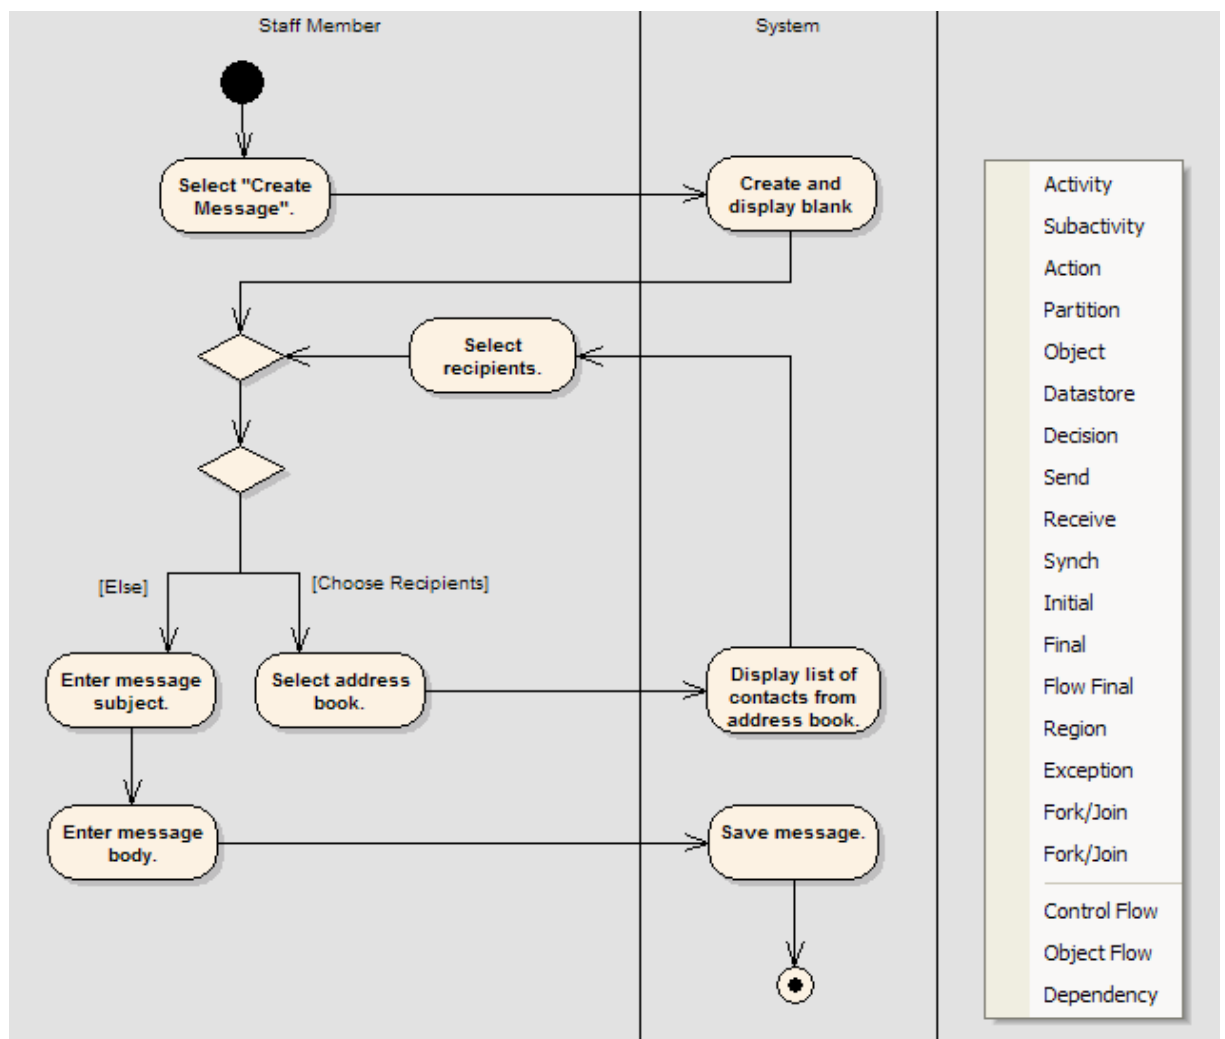 Staff Member
System
Select "Create
Message".
Create and
display blank
Select
recipients.
[Else]
[Choose Recipients]
Enter message
subject.
Select address
book.
Display list of
contacts from
address book.
Enter message
body.
Save message.
Activity
Subactivity
Action
Partition
Object
Datastore
Decision
Send
Receive
Synch
Initial
Final
Flow Final
Region
Exception
Fork/Join
Fork/Join
Control Flow
Object Flow
Dependency